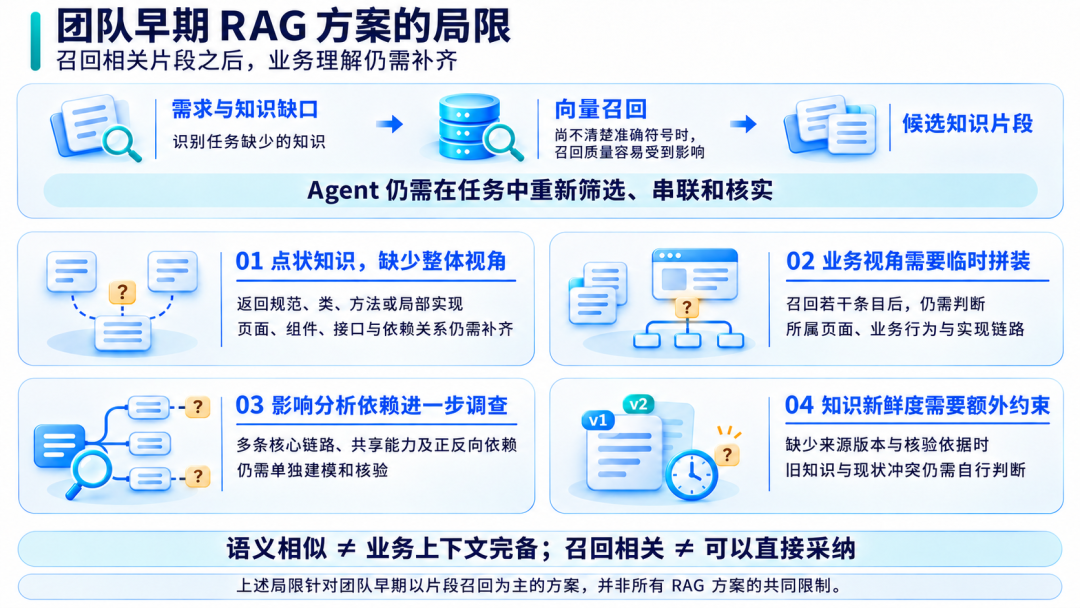 团队早期 RAG 方案的局限
召回相关片段之后，业务理解仍需补齐
需求与知识缺口
识别任务缺少的知识
向量召回
尚不清楚准确符号时，
召回质量容易受到影响
候选知识片段
Agent 仍需在任务中重新筛选、串联和核实
01 点状知识，缺少整体视角
返回规范、类、方法或局部实现
页面、组件、接口与依赖关系仍需补齐
?
02 业务视角需要临时拼装
召回若干条目后，仍需判断
所属页面、业务行为与实现链路
?
03 影响分析依赖进一步调查
多条核心链路、共享能力及正反向依赖
仍需单独建模和核验
?
?
04 知识新鲜度需要额外约束
缺少来源版本与核验依据时
旧知识与现状冲突仍需自行判断
v1
v2
?
语义相似 ≠ 业务上下文完备；召回相关 ≠ 可以直接采纳
上述局限针对团队早期以片段召回为主的方案，并非所有 RAG 方案的共同限制。